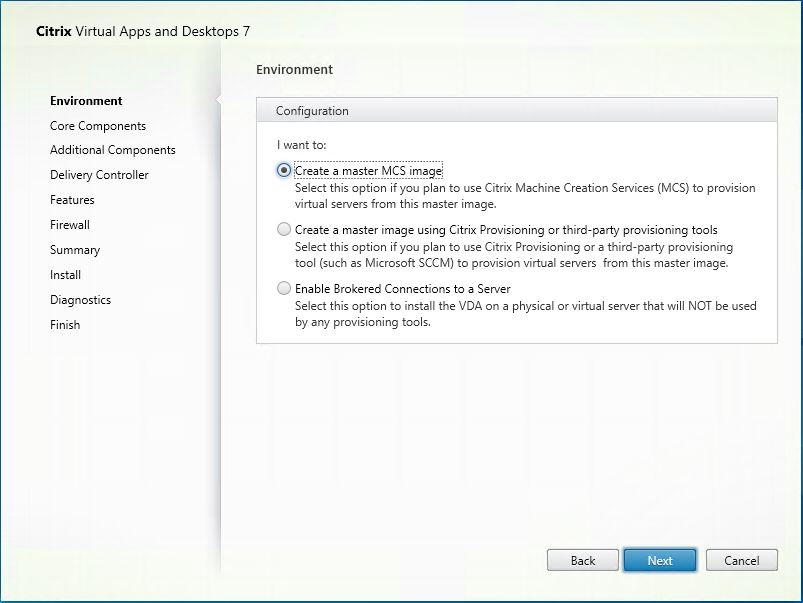 Citrix Virtual Apps and Desktops 7
Environment
Core Components
Additional Components
Delivery Controller
Features
Firewall
Summary
Install
Diagnostics
Finish
Environment
Configuration
I want to:
Create a master MCS image
Select this option if you plan to use Citrix Machine Creation Services (MCS) to provision
virtual servers from this master image.
Create a master image using Citrix Provisioning or third-party provisioning tools
Select this option if you plan to use Citrix Provisioning or a third-party provisioning
tool (such as Microsoft SCCM) to provision virtual servers from this master image.
Enable Brokered Connections to a Server
Select this option to install the VDA on a physical or virtual server that will NOT be used
by any provisioning tools.
Back
Next
Cancel